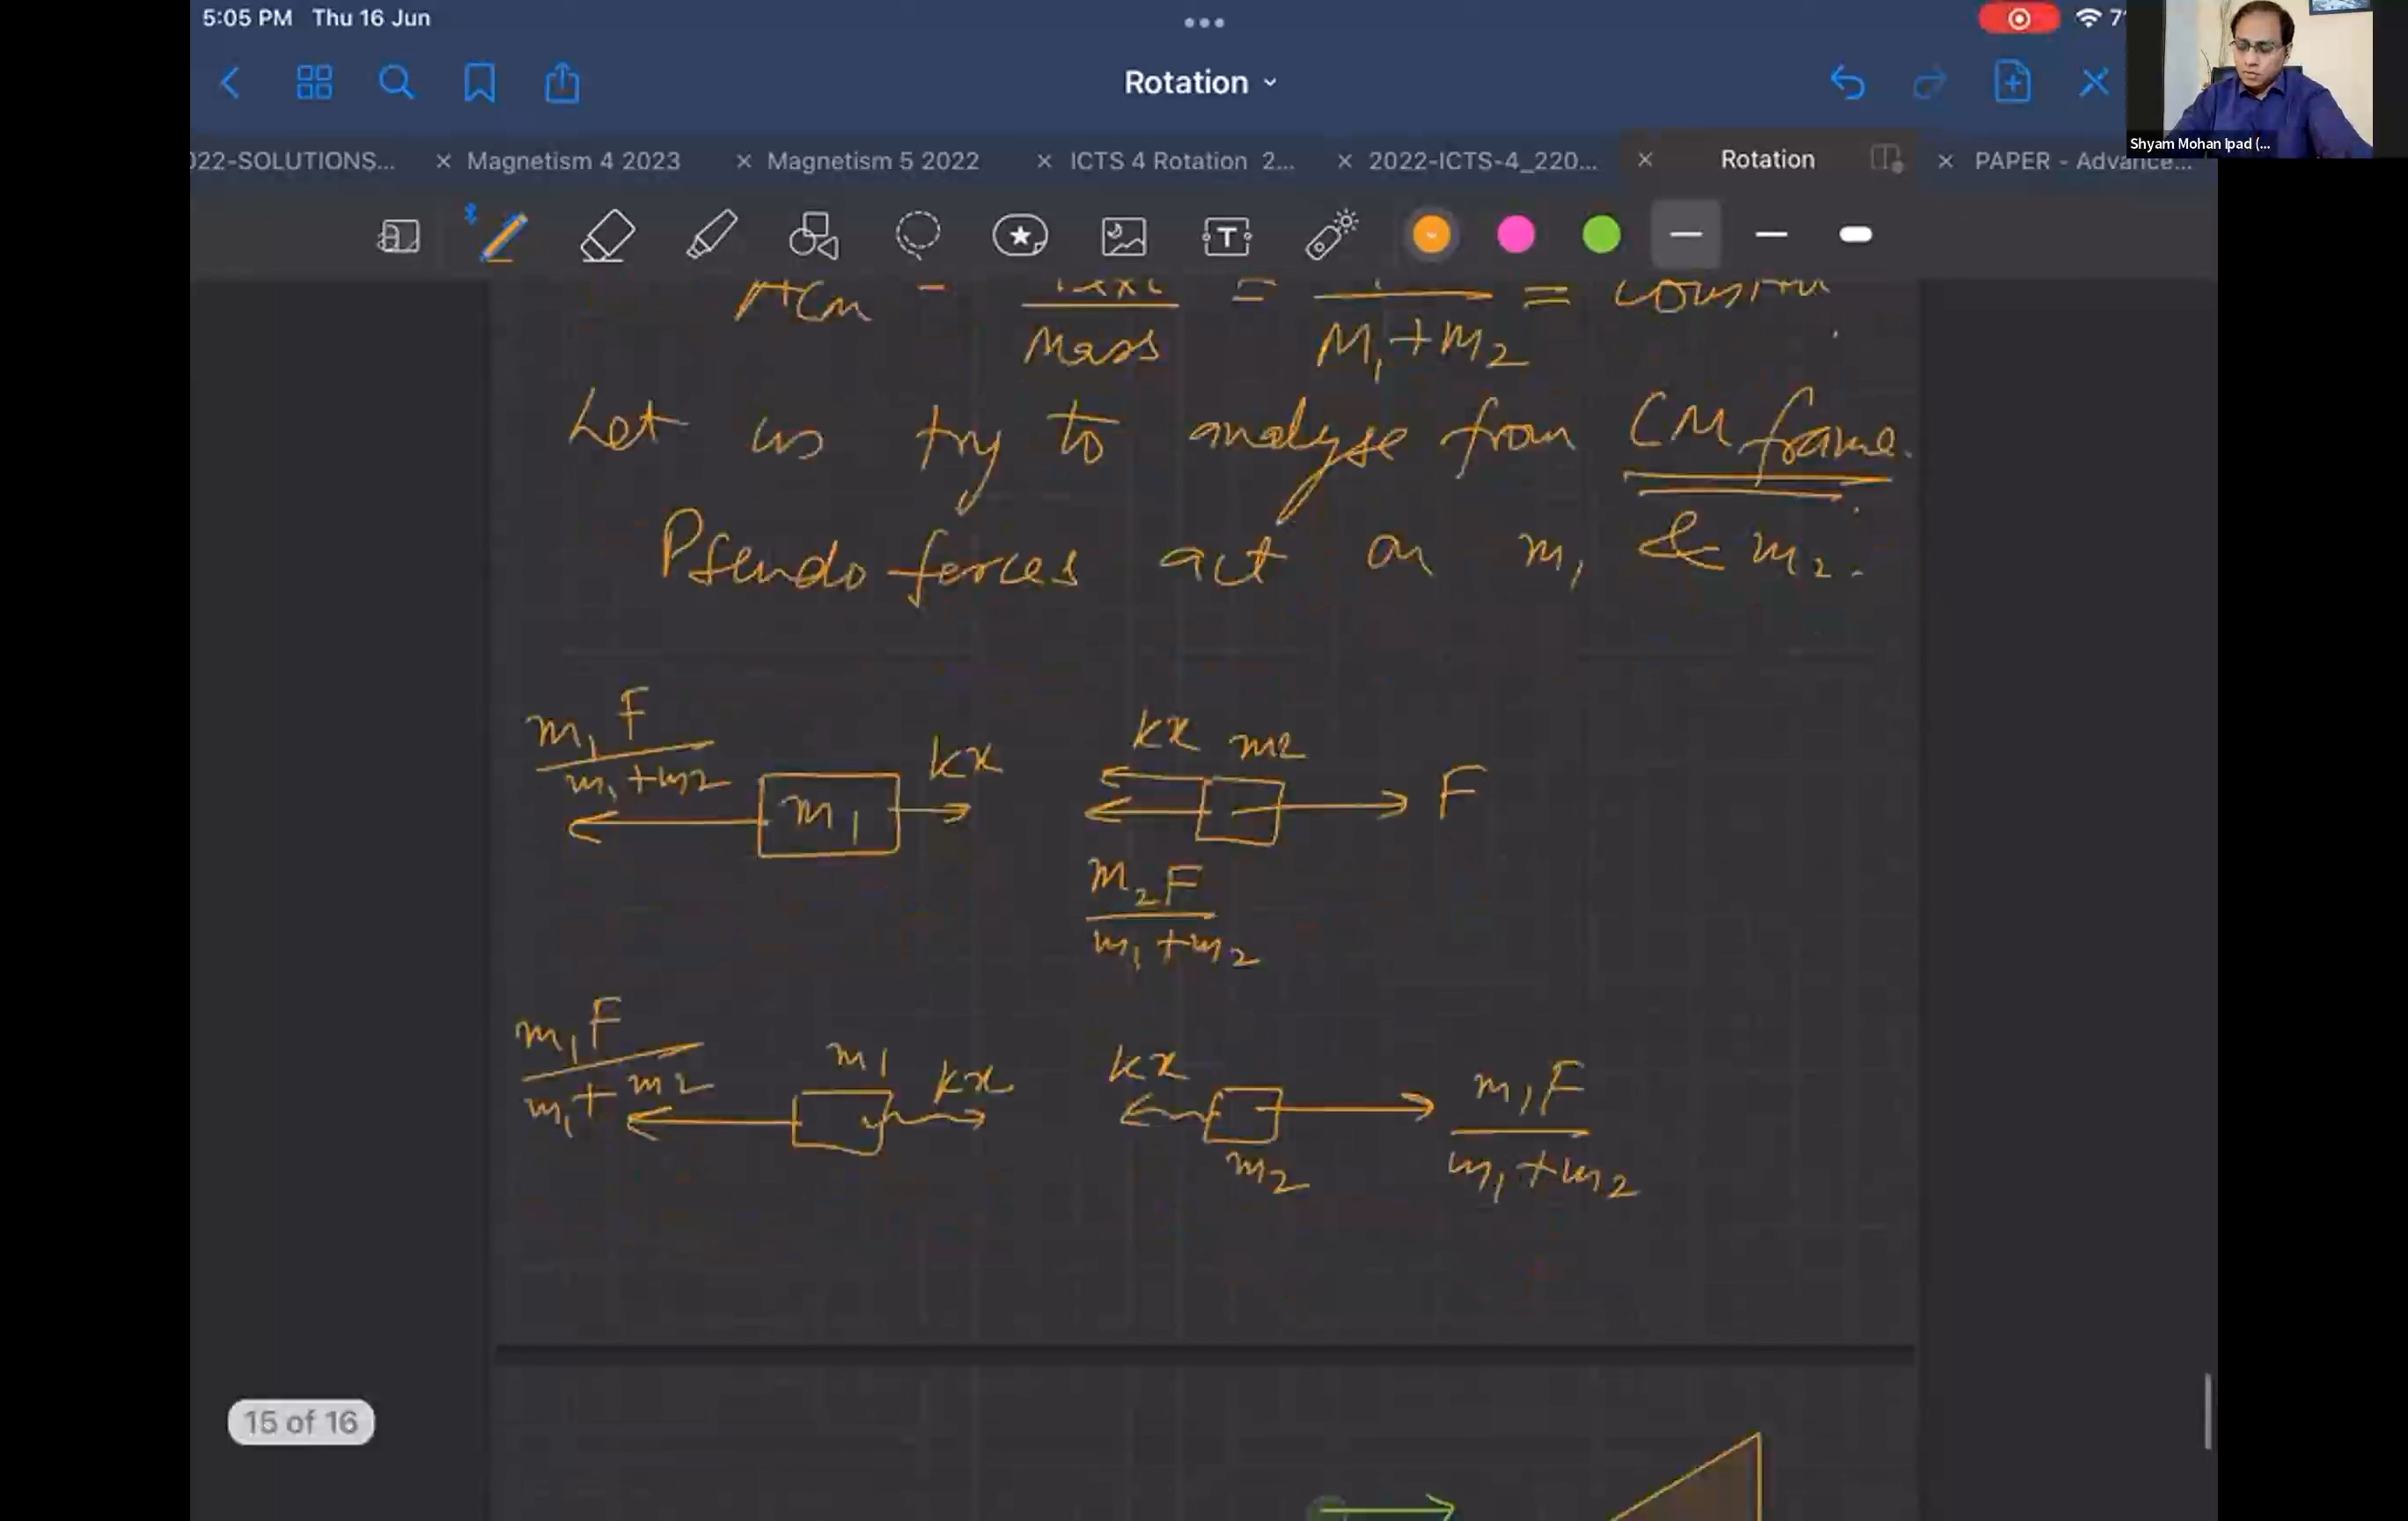 5:05 PM Thu 16 Jun
Rotation
022-SOLUTIONS... × Magnetism 4 2023 × Magnetism 5 2022 × ICTS 4 Rotation 2... × 2022-ICTS-4_220... × Rotation × PAPER - Advance...
Shyam Mohan Ipad (...
T
Mass = M₁+M₂ =
Let us try to analyse from CM frame.
Pseudo forces act on m₁ & m₂.
m₁F/(m₁+m₂) m₁ kx kx m2 F
m₂F/(m₁+m₂)
m₁F/(m₁+m2) m₁ kx kx m₂ m₁F/(m₁+m₂)
15 of 16